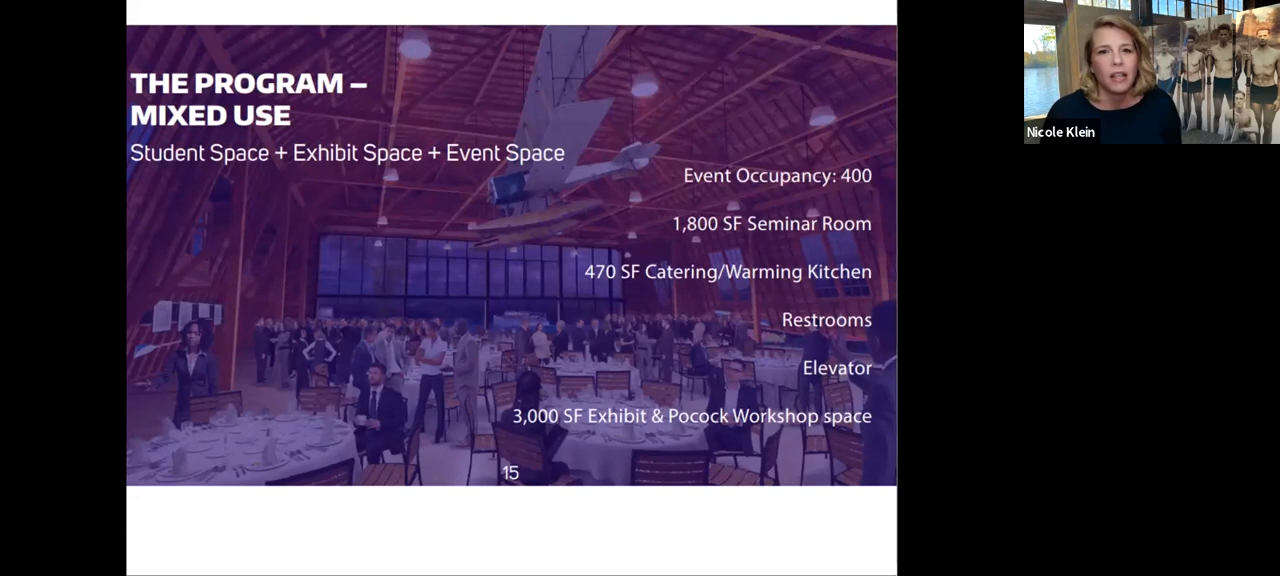 THE PROGRAM –
MIXED USE
Student Space + Exhibit Space + Event Space
Event Occupancy: 400
1,800 SF Seminar Room
470 SF Catering/Warming Kitchen
Restrooms
Elevator
3,000 SF Exhibit & Pocock Workshop space
15
Nicole Klein